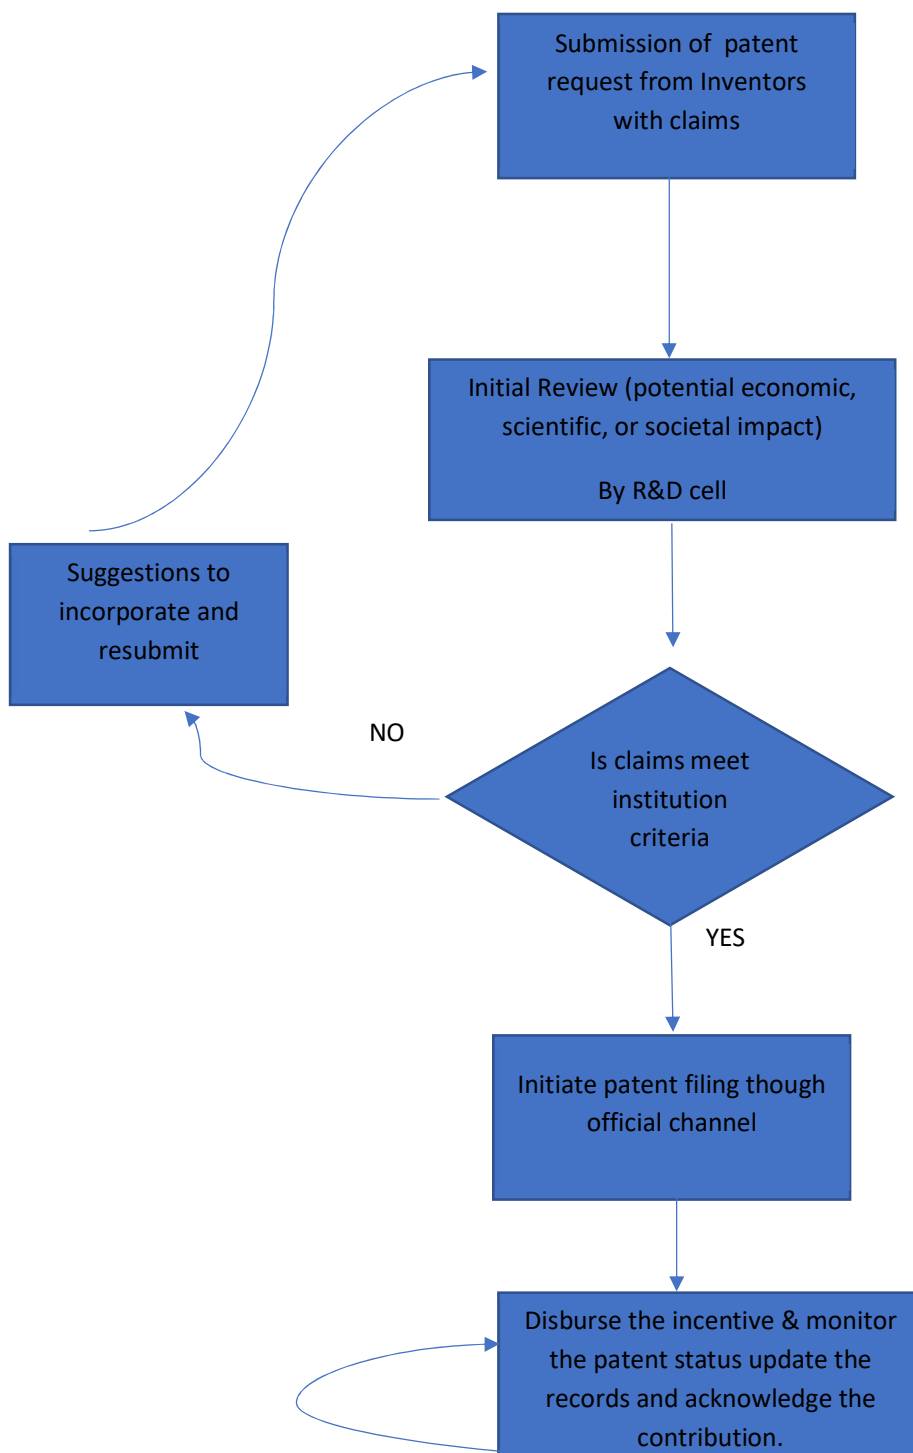 Submission of patent
request from Inventors
with claims
Initial Review (potential economic,
scientific, or societal impact)
By R&D cell
Suggestions to
incorporate and
resubmit
NO
Is claims meet
institution
criteria
YES
Initiate patent filing though
official channel
Disburse the incentive & monitor
the patent status update the
records and acknowledge the
contribution.